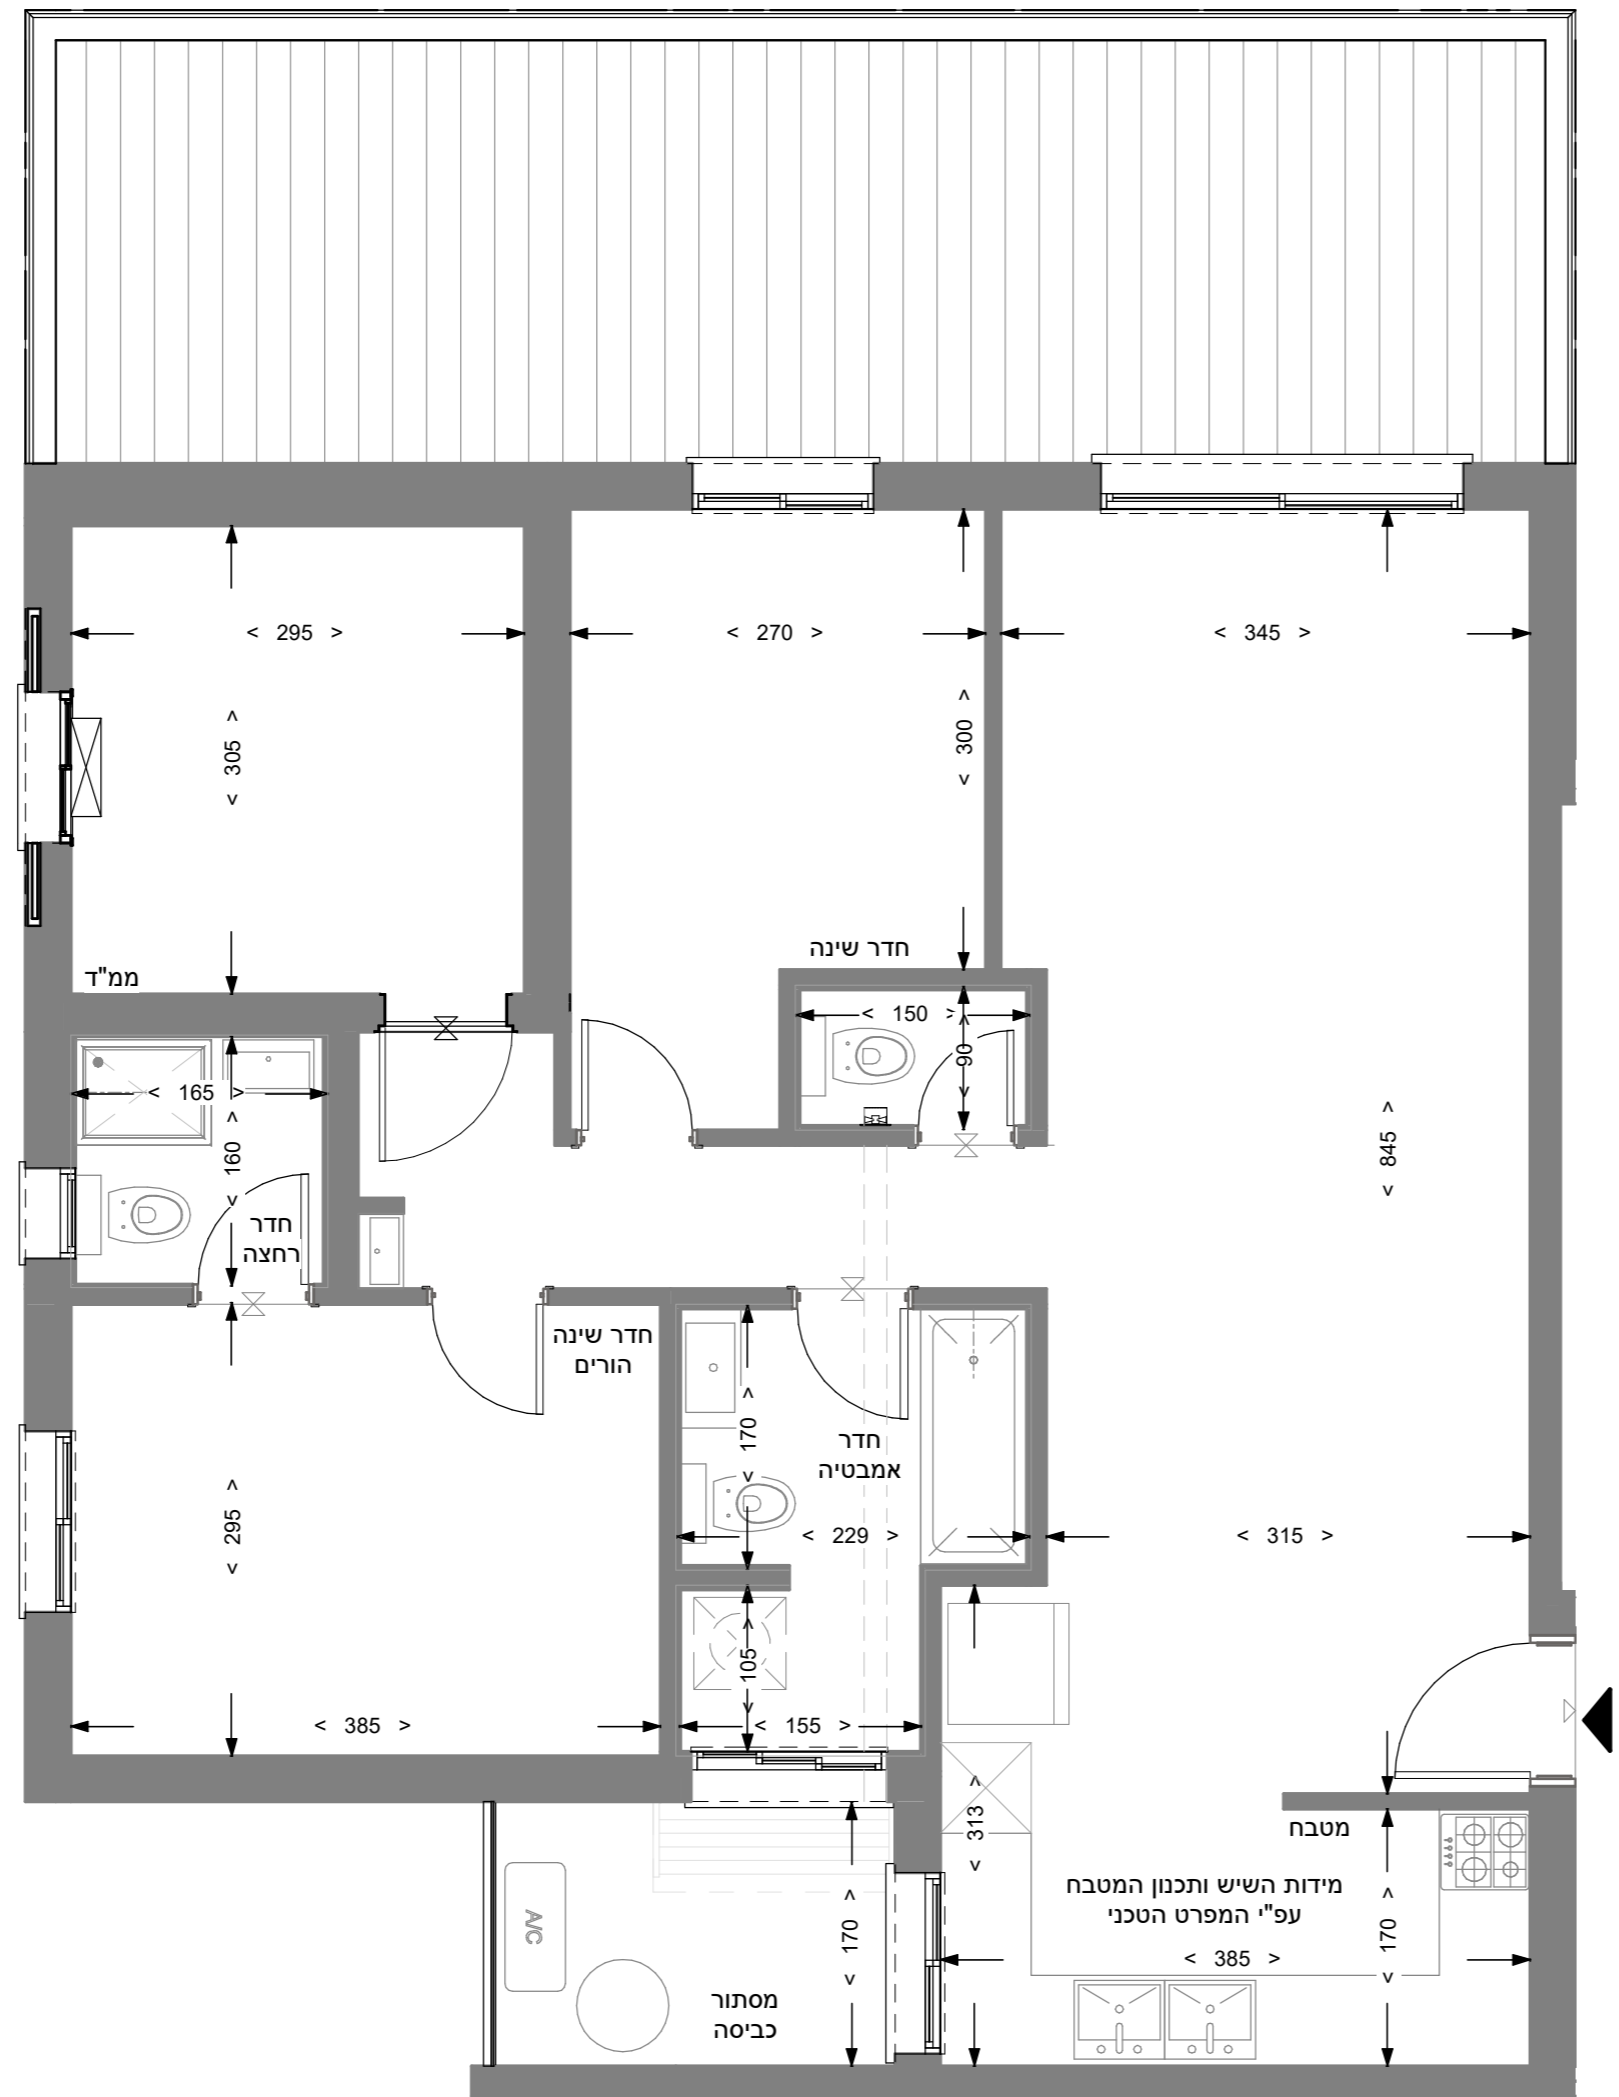 < 295 >
< 270 >
< 345 >
< 305 >
< 300 >
חדר שינה
ממ"ד
< 150 >
< 90 >
< 165 >
< 160 >
< 845 >
חדר
רחצה
חדר שינה
הורים
< 170 >
חדר
אמבטיה
< 295 >
< 229 >
< 315 >
< 105 >
< 385 >
< 155 >
< 313 >
מטבח
מידות השיש ותכנון המטבח
עפ"י המפרט הטכני
A/C
< 170 >
< 385 >
< 170 >
מסתור
כביסה